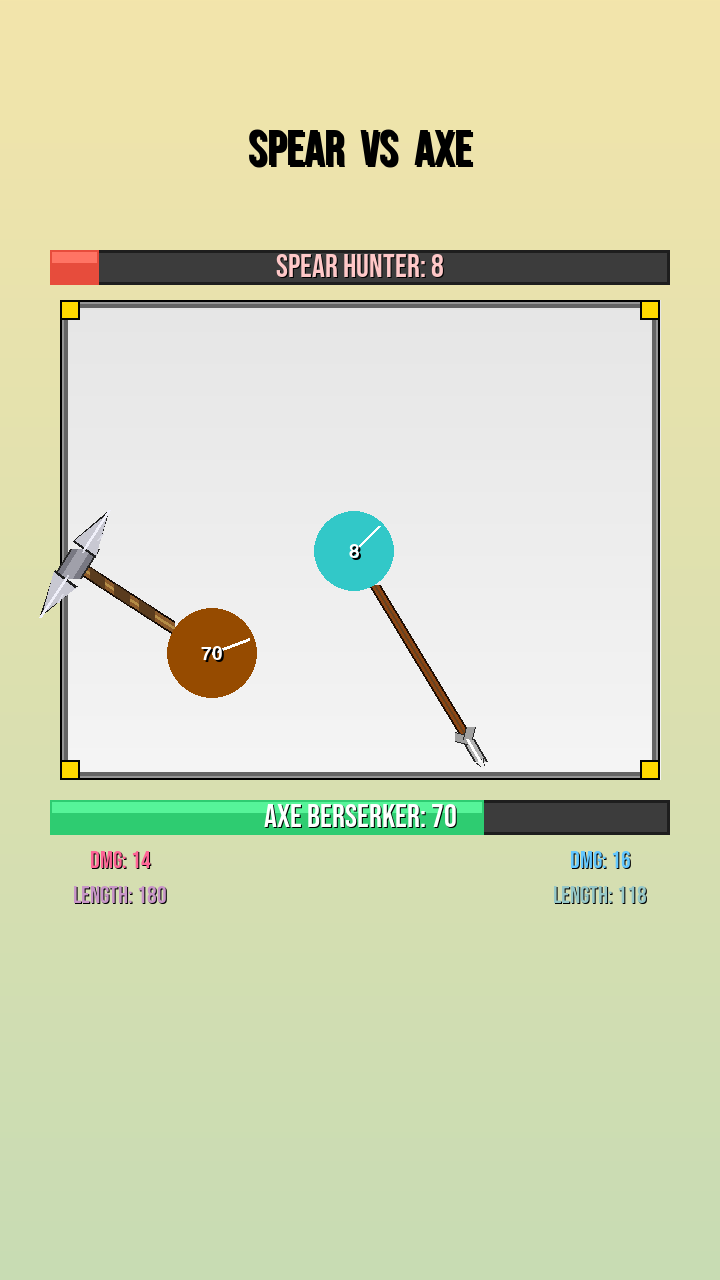 SPEAR VS AXE
SPEAR HUNTER: 8
8
70
AXE BERSERKER: 70
DMG: 14
DMG: 16
LENGTH: 180
LENGTH: 118